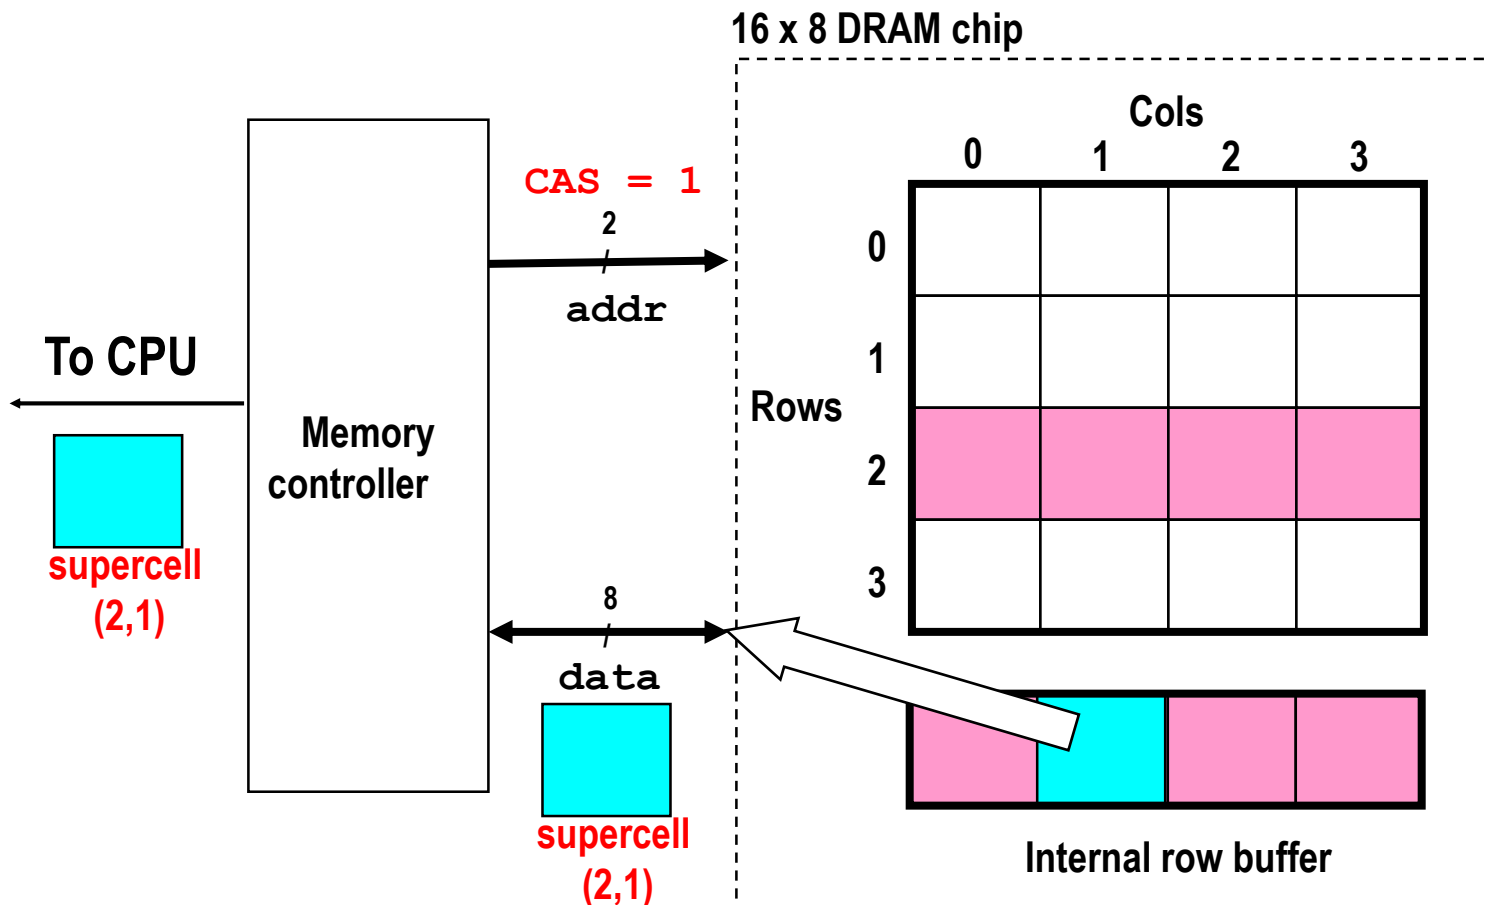 16 x 8 DRAM chip
Cols
0 1 2 3
CAS = 1
2
addr
0
1
Rows
2
3
To CPU
Memory
controller
supercell
(2,1)
8
data
supercell
(2,1)
Internal row buffer